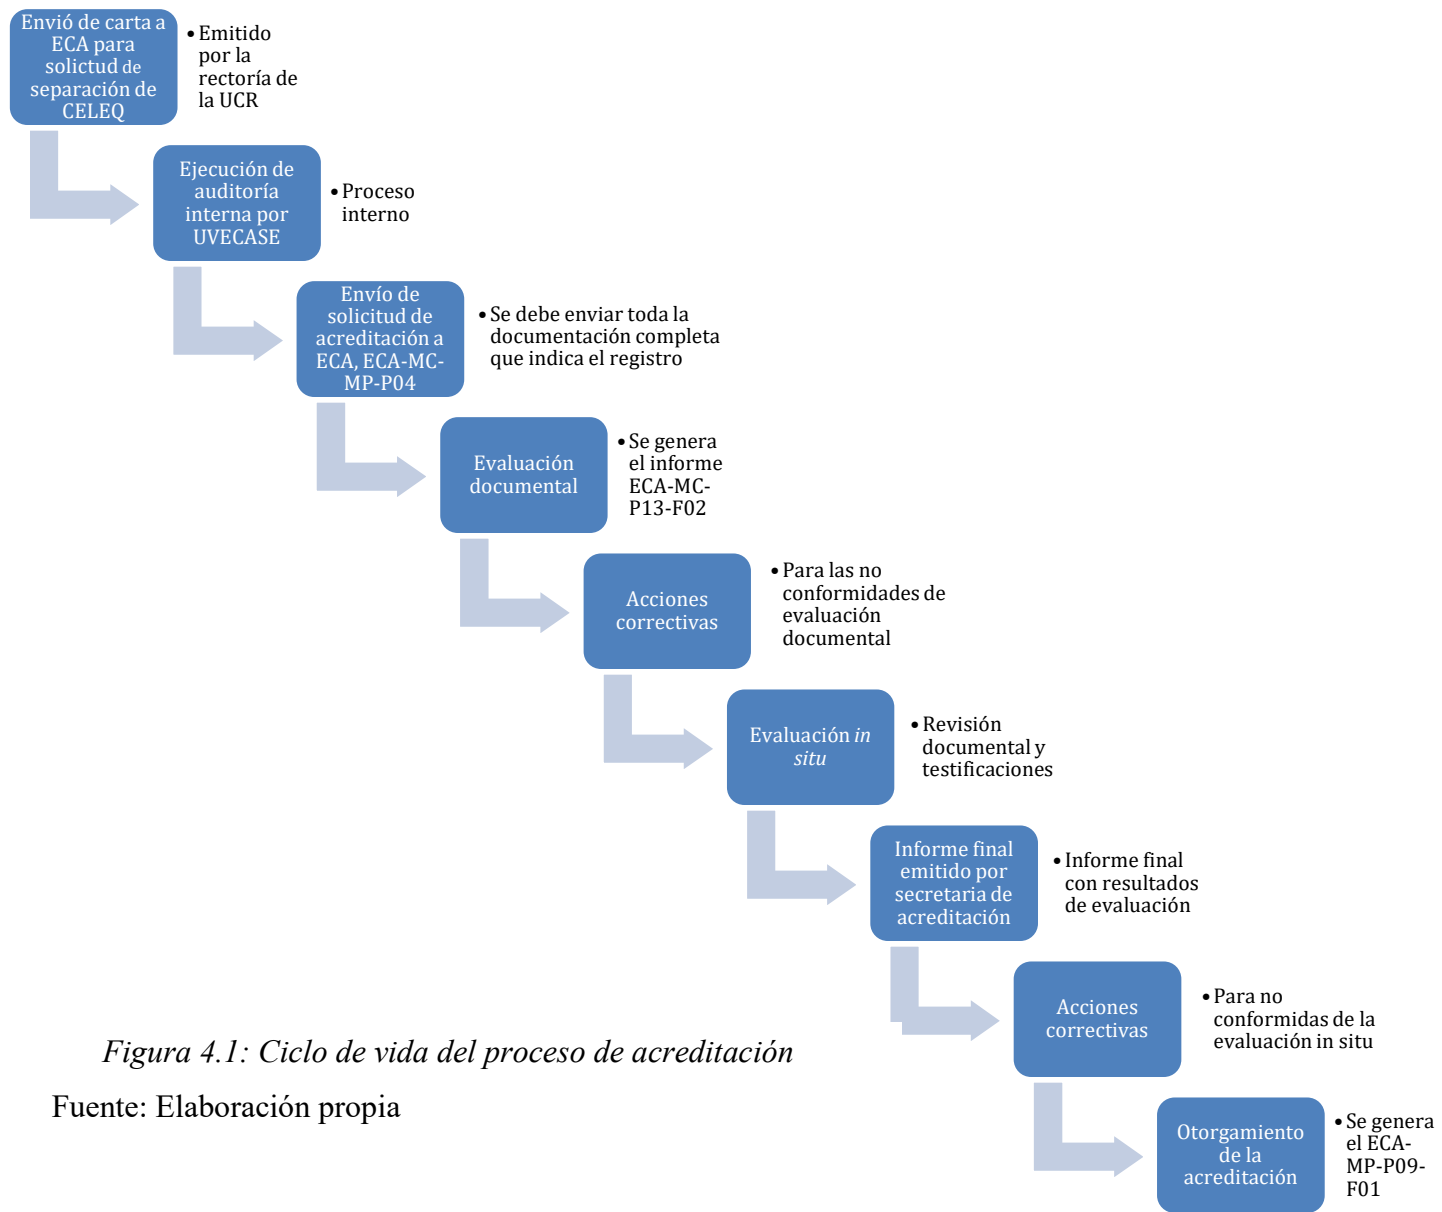 Envió de carta a
ECA para
solictud de
separación de
CELEQ
• Emitido
por la
rectoría de
la UCR
Ejecución de
auditoría
interna por
UVECASE
• Proceso
interno
Envío de
solicitud de
acreditación a
ECA, ECA-MC-
MP-P04
• Se debe enviar toda la
documentación completa
que indica el registro
Evaluación
documental
• Se genera
el informe
ECA-MC-
P13-F02
Acciones
correctivas
• Para las no
conformidades de
evaluación
documental
Evaluación in
situ
• Revisión
documental y
testificaciones
Informe final
emitido por
secretaria de
acreditación
• Informe final
con resultados
de evaluación
Acciones
correctivas
• Para no
conformidas de la
evaluación in situ
Otorgamiento
de la
acreditación
• Se genera
el ECA-
MP-P09-
F01
Figura 4.1: Ciclo de vida del proceso de acreditación
Fuente: Elaboración propia